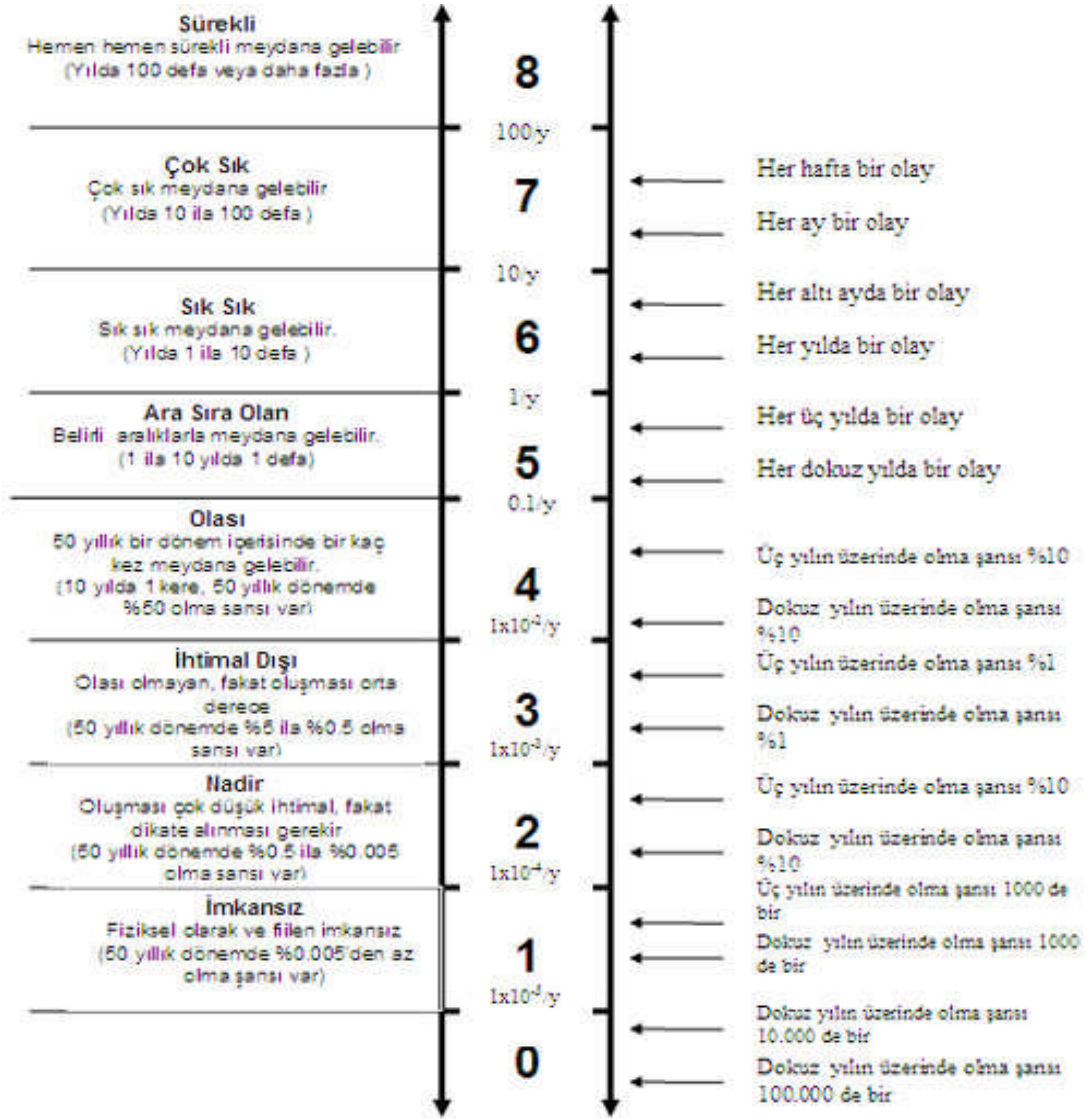 Sürekli
Hemen hemen sürekli meydana gelebilir
(Yılda 100 defa veya daha fazla )
8
100/y
Çok Sık
Çok sık meydana gelebilir
(Yılda 10 ila 100 defa )
7
Her hafta bir olay
Her ay bir olay
10/y
Sık Sık
Sık sık meydana gelebilir.
(Yılda 1 ila 10 defa )
6
Her altı ayda bir olay
Her yılda bir olay
1/y
Ara Sıra Olan
Belirli aralıklarla meydana gelebilir.
(1 ila 10 yılda 1 defa)
5
Her üç yılda bir olay
Her dokuz yılda bir olay
0.1/y
Olası
50 yıllık bir dönem içerisinde bir kaç
kez meydana gelebilir.
(10 yılda 1 kere, 50 yıllık dönemde
%50 olma sansı var)
4
1x10⁻²/y
Üç yılın üzerinde olma şansı %10
Dokuz yılın üzerinde olma şansı
%10
İhtimal Dışı
Olası olmayan, fakat oluşması orta
derece
(50 yıllık dönemde %5 ila %0.5 olma
sansı var)
3
Üç yılın üzerinde olma şansı %1
Dokuz yılın üzerinde olma şansı
%1
Nadir
Oluşması çok düşük ihtimal, fakat
dikate alınması gerekir
(50 yıllık dönemde %0.5 ila %0.005
olma sansı var)
2
1x10⁻⁴/y
Üç yılın üzerinde olma şansı %10
Dokuz yılın üzerinde olma şansı
%10
İmkansız
Fiziksel olarak ve fiilen imkansız
(50 yıllık dönemde %0.005'den az
olma şansı var)
1
Üç yılın üzerinde olma şansı 1000 de
bir
Dokuz yılın üzerinde olma şansı 1000
de bir
0
Dokuz yılın üzerinde olma şansı
10.000 de bir
Dokuz yılın üzerinde olma şansı
100.000 de bir